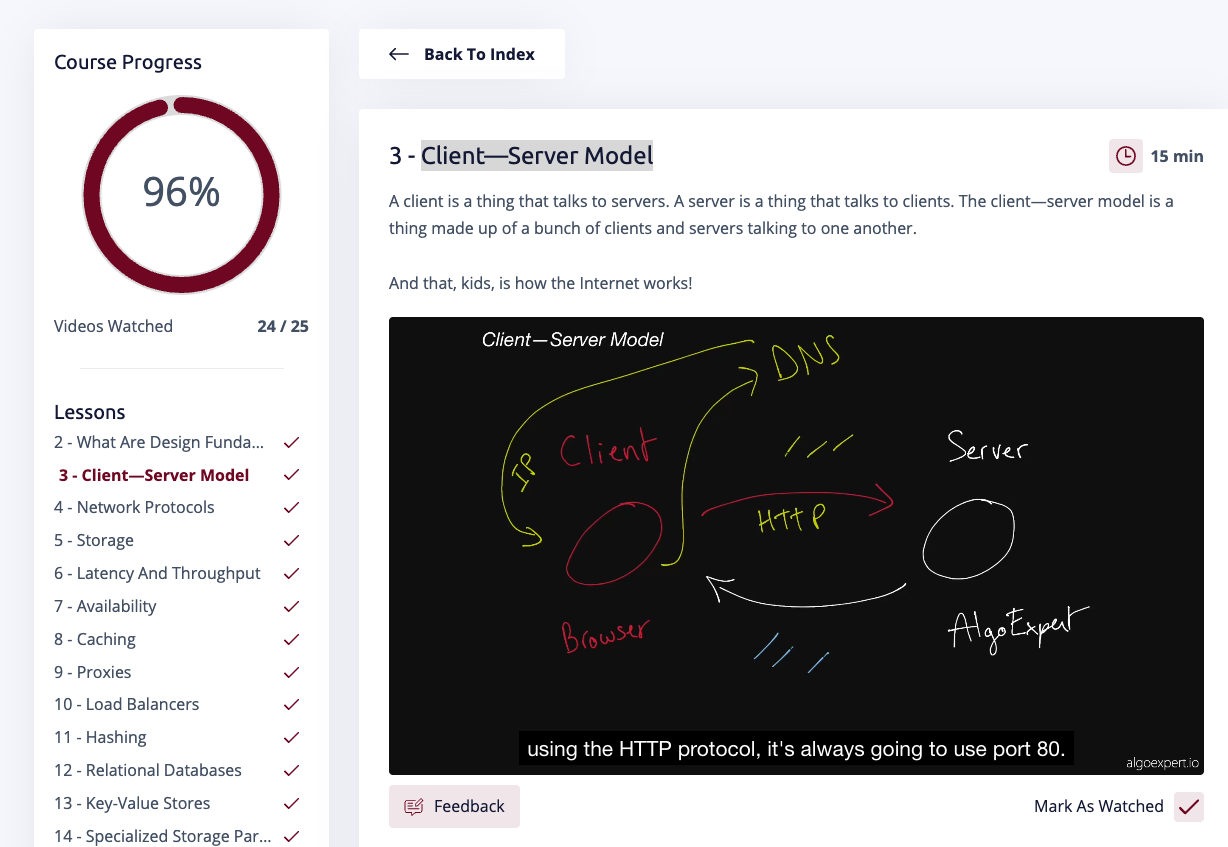 Course Progress
96%
Videos Watched 24 / 25
Lessons
2 - What Are Design Funda...
3 - Client—Server Model
4 - Network Protocols
5 - Storage
6 - Latency And Throughput
7 - Availability
8 - Caching
9 - Proxies
10 - Load Balancers
11 - Hashing
12 - Relational Databases
13 - Key-Value Stores
14 - Specialized Storage Par...
Back To Index
3 - Client—Server Model
15 min
A client is a thing that talks to servers. A server is a thing that talks to clients. The client—server model is a
thing made up of a bunch of clients and servers talking to one another.
And that, kids, is how the Internet works!
Client—Server Model
DNS
Client
Server
IP
HTTP
Browser
AlgoExpert
using the HTTP protocol, it's always going to use port 80.
algoexpert.io
Feedback
Mark As Watched